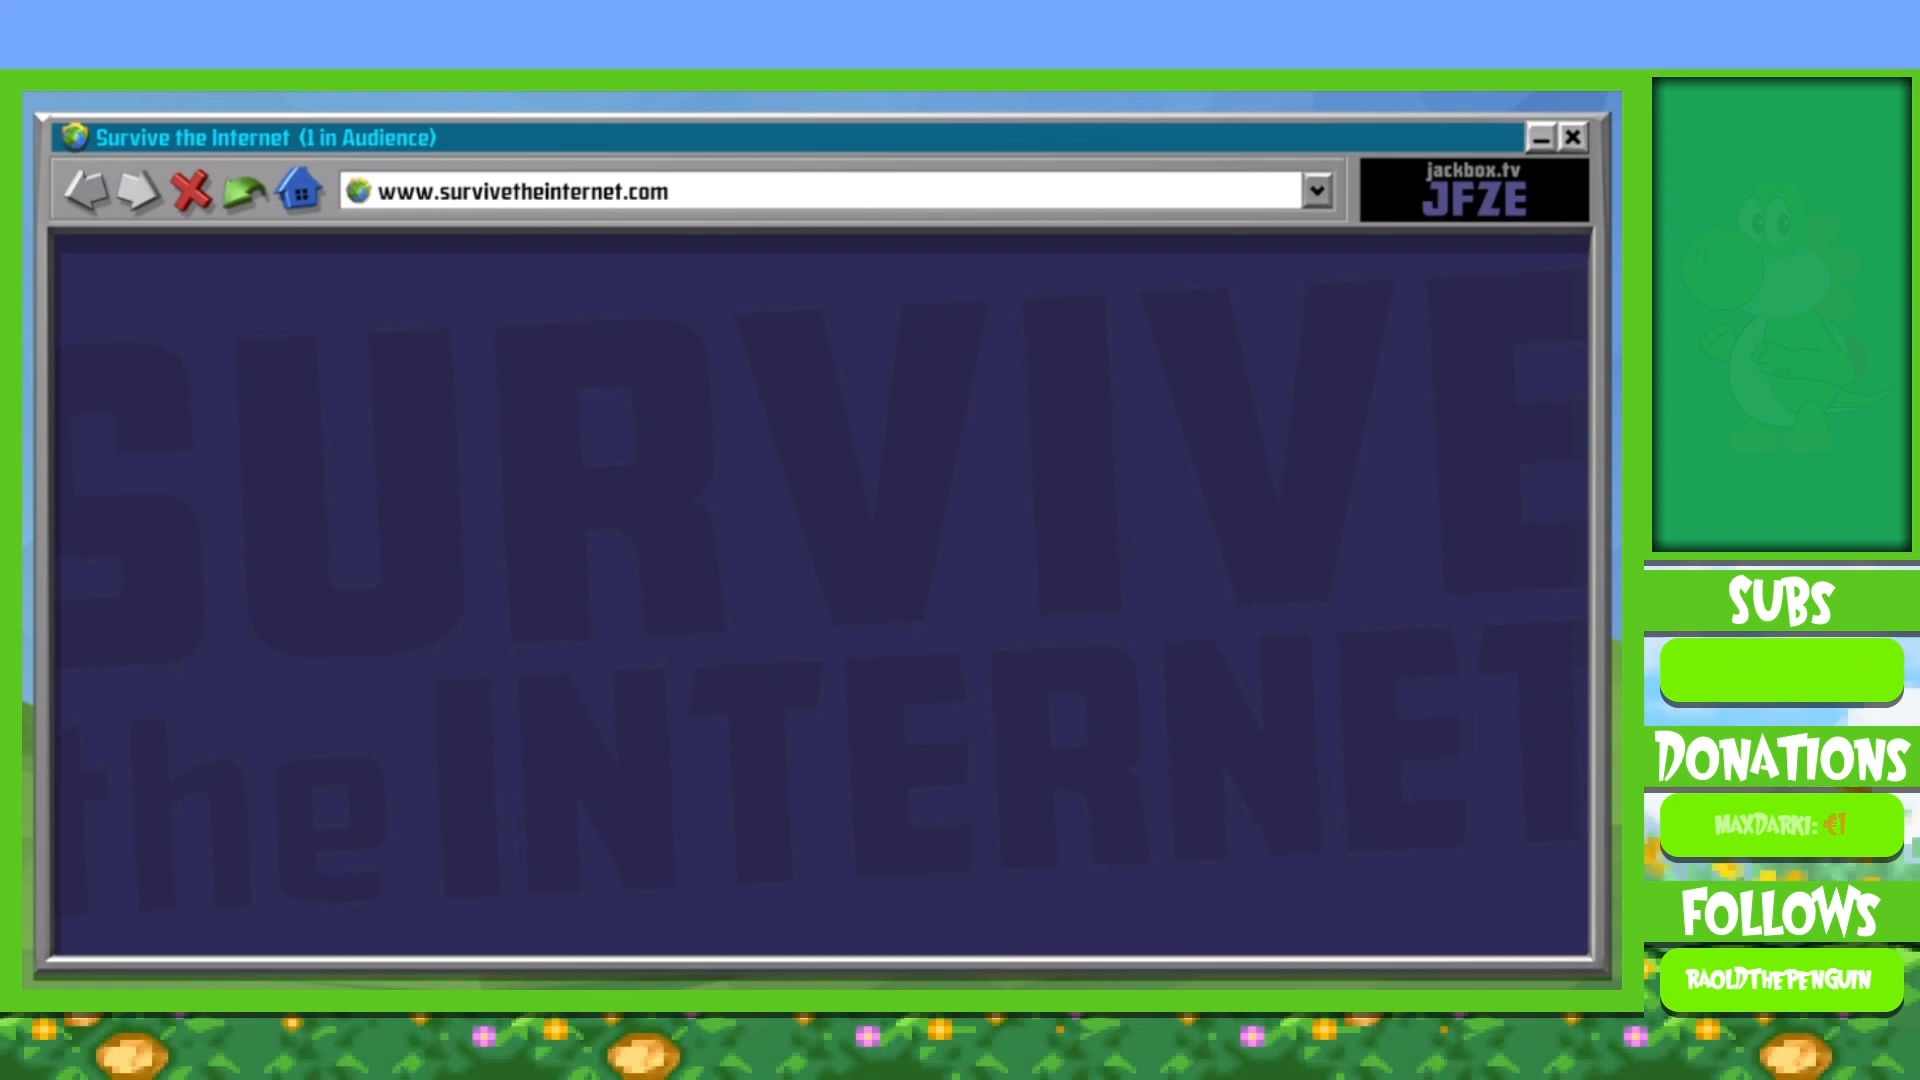 Survive the Internet (1 in Audience)
www.survivetheinternet.com
jackbox.tv
JFZE
SURVIVE
the INTERNET
SUBS
DONATIONS
MAXDARKI: €1
FOLLOWS
RAOLDTHEPENGUIN